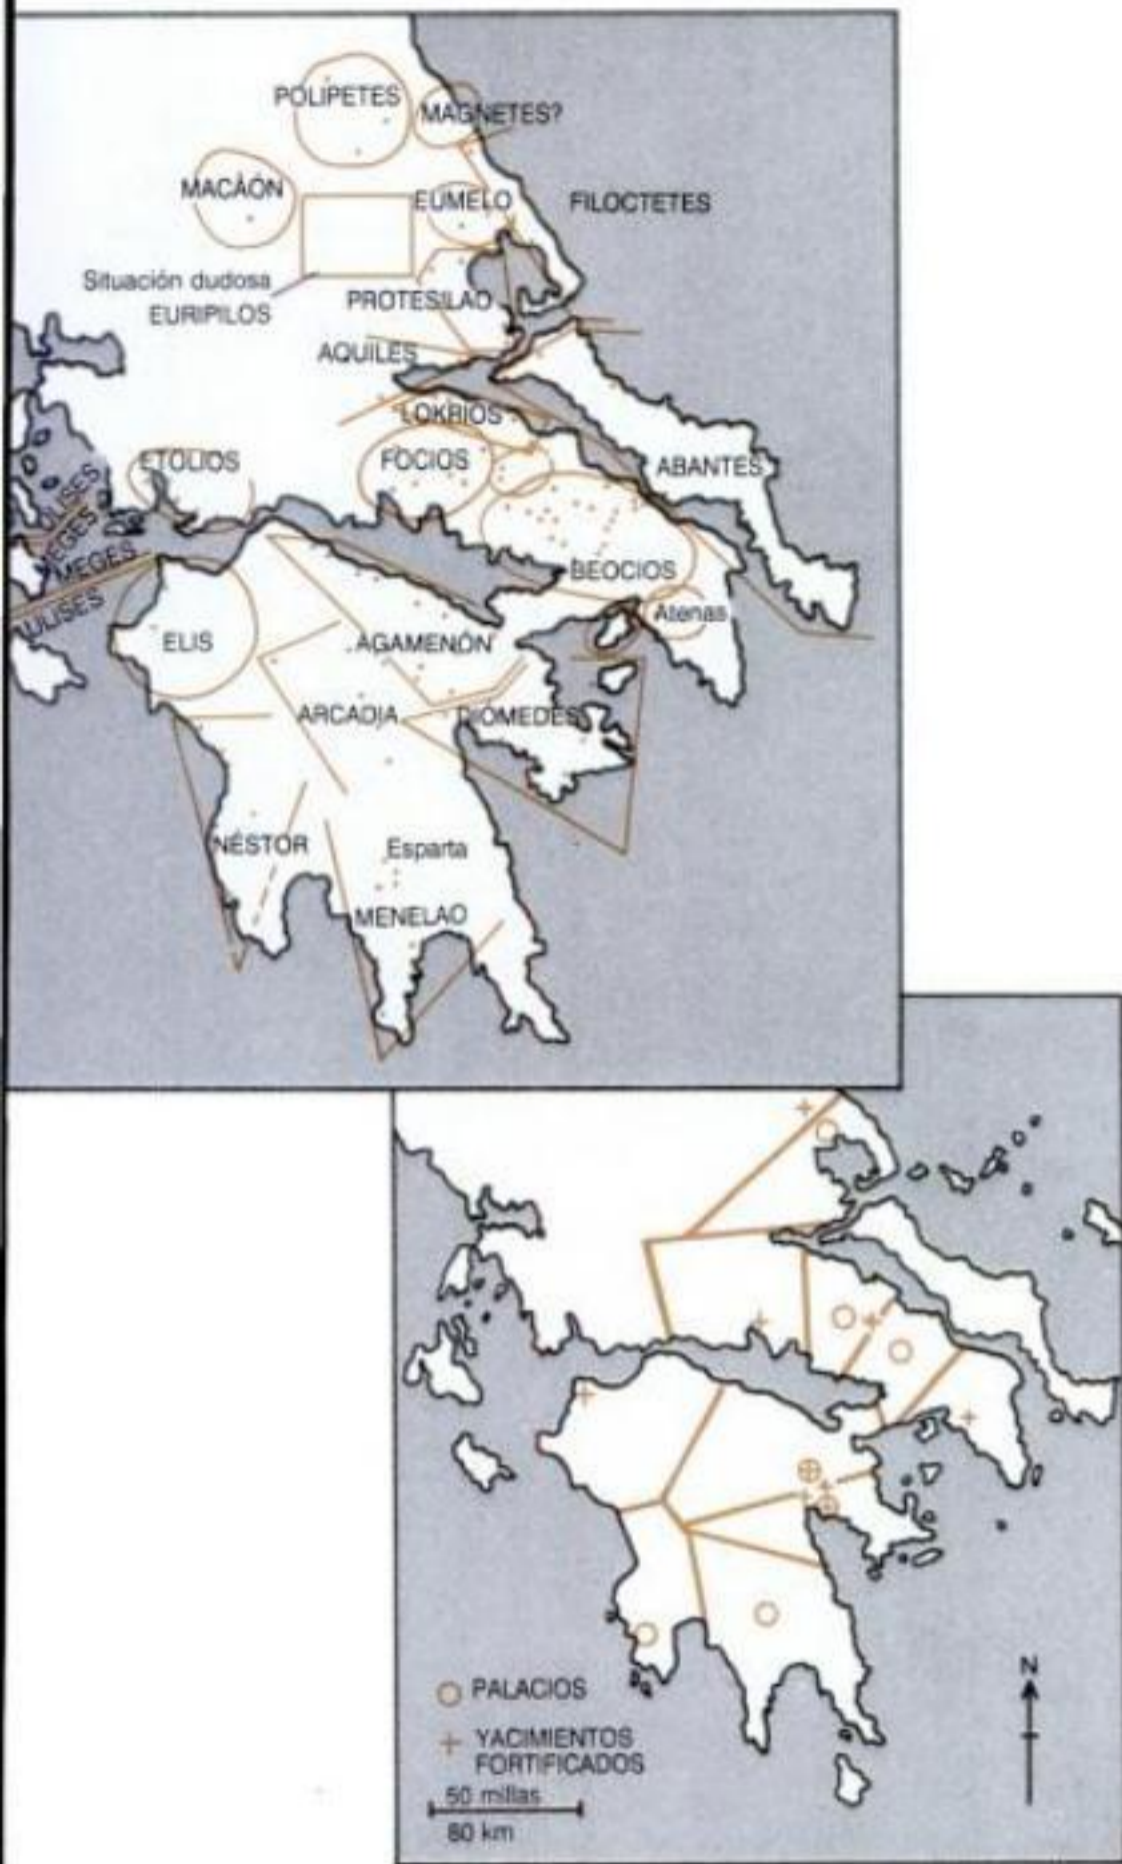 POLIPETES
MAGNETES?
MACAÓN
EUMELO
FILOCTETES
Situación dudosa
EURIPILOS
PROTESILAO
AQUILES
LOKRIOS
ETOLIOS
FOCIOS
ABANTES
ULISES
MEGES
MEGES
ULISES
BEOCIOS
Atenas
ELIS
AGAMENÓN
ARCADIA
DIOMEDES
NÉSTOR
Esparta
MENELAO
N
PALACIOS
YACIMIENTOS
FORTIFICADOS
50 millas
80 km